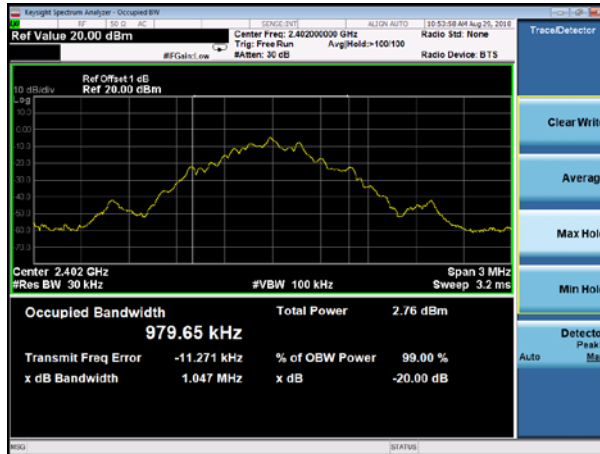 Keysight Spectrum Analyzer - Occupied BW
RF 50 Ω AC SENSE:INT ALIGN AUTO 10:53:58 AM Aug 29, 2016
Ref Value 20.00 dBm Center Freq: 2.402000000 GHz Radio Std: None Trace/Detector
Trig: Free Run Avg|Hold:>100/100
#IFGain:Low #Atten: 30 dB Radio Device: BTS
Ref Offset 1 dB
10 dB/div Ref 20.00 dBm
Log
10.0
0.00
-10.0
-20.0
-30.0
-40.0
-50.0
-60.0
-70.0
Clear Write
Average
Max Hold
Min Hold
Center 2.402 GHz Span 3 MHz
#Res BW 30 kHz #VBW 100 kHz Sweep 3.2 ms
Occupied Bandwidth Total Power 2.76 dBm
979.65 kHz
Transmit Freq Error -11.271 kHz % of OBW Power 99.00 %
x dB Bandwidth 1.047 MHz x dB -20.00 dB
Detector
Peak
Auto Ma
MSG STATUS